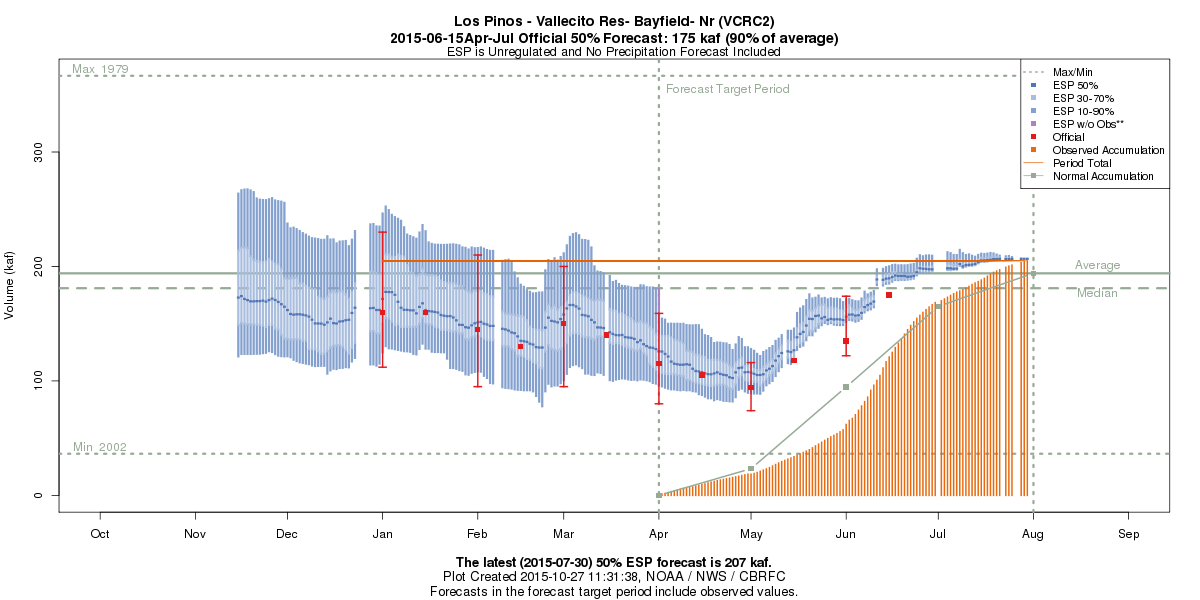 Los Pinos - Vallecito Res- Bayfield- Nr (VCRC2)
2015-06-15Apr-Jul Official 50% Forecast: 175 kaf (90% of average)
ESP is Unregulated and No Precipitation Forecast Included
Max 1979
Forecast Target Period
Max/Min
ESP 50%
ESP 30-70%
ESP 10-90%
ESP w/o Obs**
Official
Observed Accumulation
Period Total
Normal Accumulation
Volume (kaf)
300
200
100
0
Average
Median
Min 2002
Oct Nov Dec Jan Feb Mar Apr May Jun Jul Aug Sep
The latest (2015-07-30) 50% ESP forecast is 207 kaf.
Plot Created 2015-10-27 11:31:38, NOAA / NWS / CBRFC
Forecasts in the forecast target period include observed values.